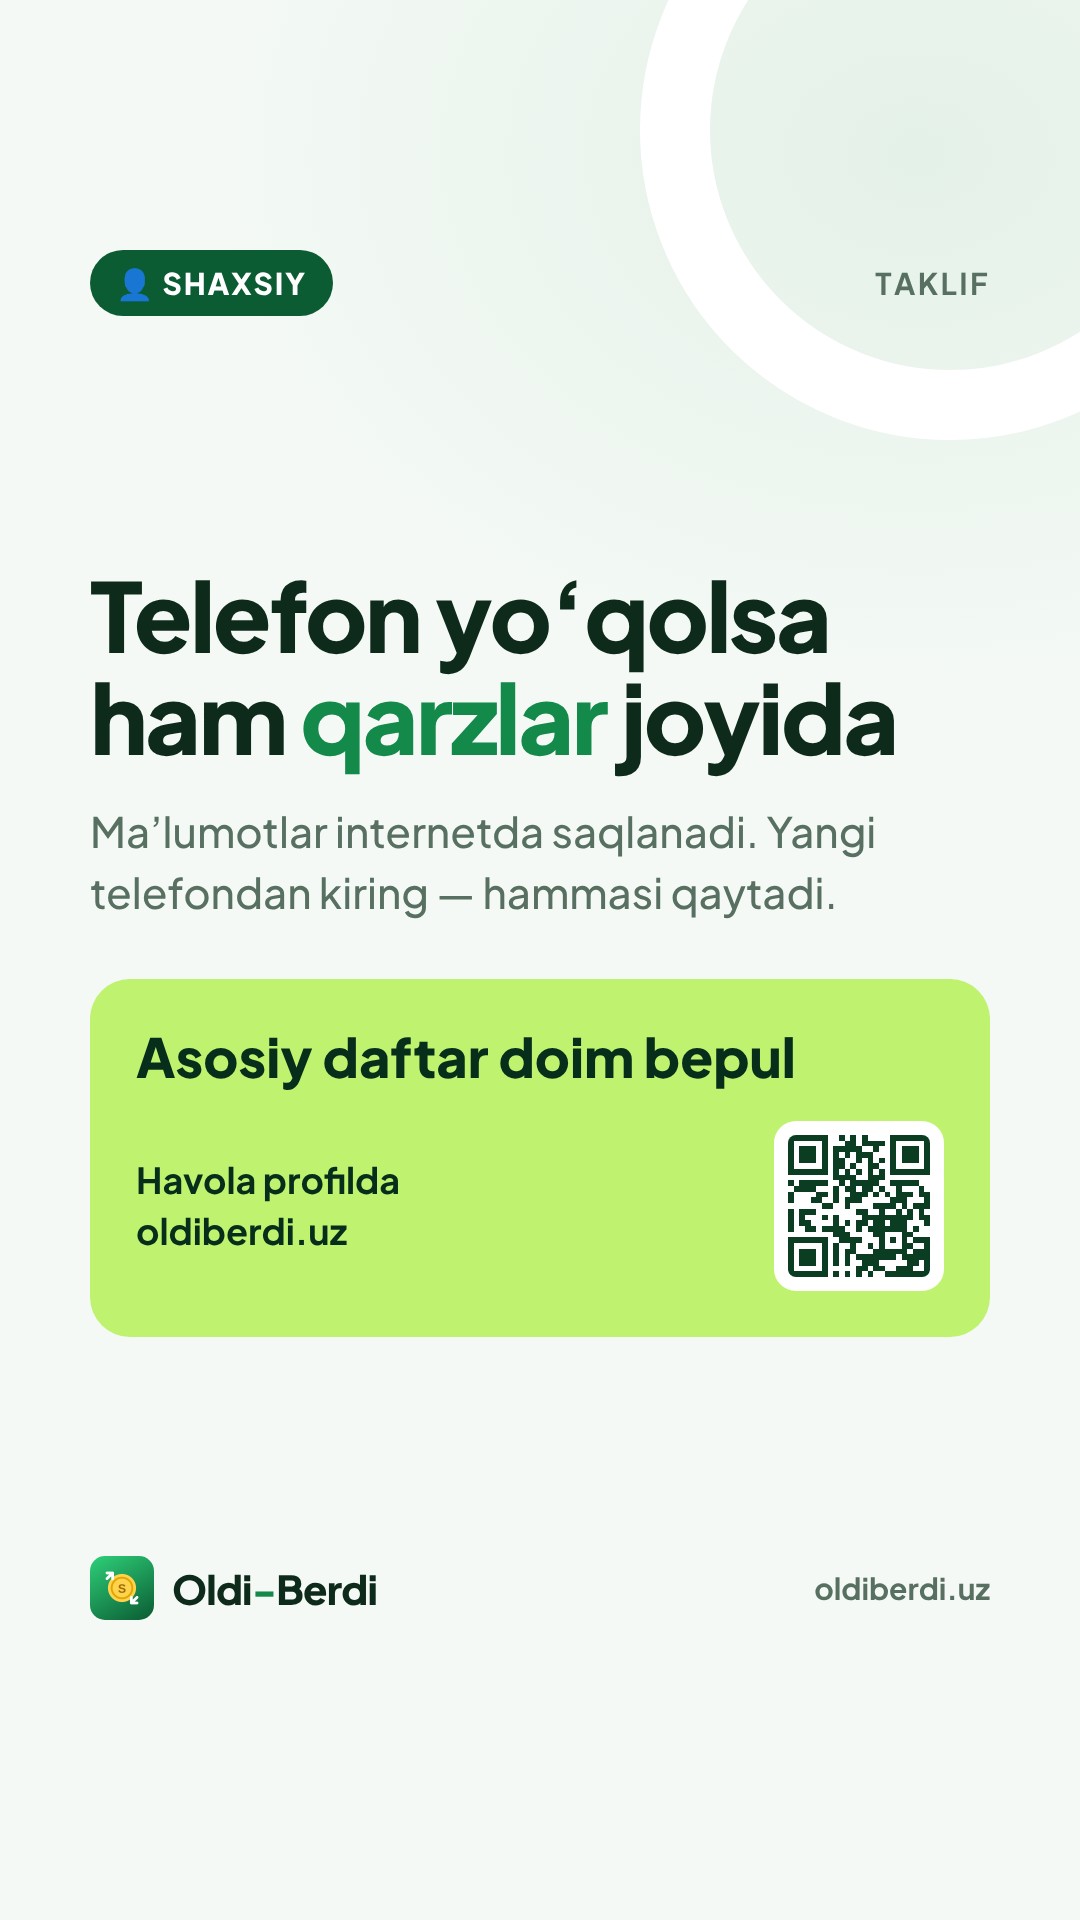 SHAXSIY
TAKLIF
Telefon yo‘qolsa
ham qarzlar joyida
Ma’lumotlar internetda saqlanadi. Yangi
telefondan kiring — hammasi qaytadi.
Asosiy daftar doim bepul
Havola profilda
oldiberdi.uz
S
Oldi-Berdi
oldiberdi.uz